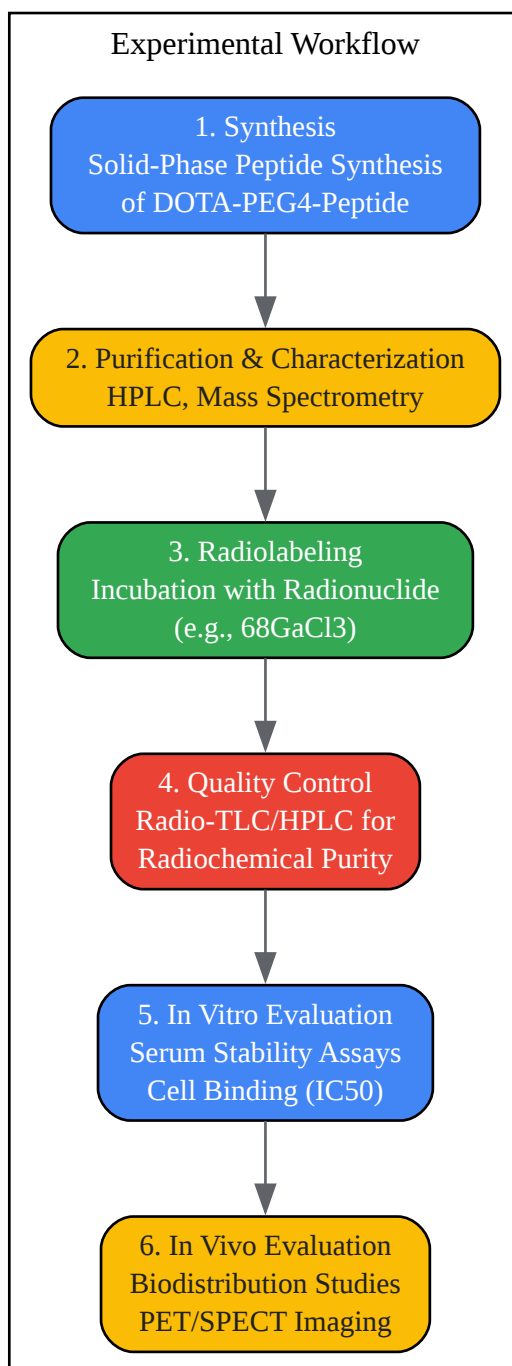 Experimental Workflow
1. Synthesis
Solid-Phase Peptide Synthesis
of DOTA-PEG4-Peptide
2. Purification & Characterization
HPLC, Mass Spectrometry
3. Radiolabeling
Incubation with Radionuclide
(e.g., 68GaCl3)
4. Quality Control
Radio-TLC/HPLC for
Radiochemical Purity
5. In Vitro Evaluation
Serum Stability Assays
Cell Binding (IC50)
6. In Vivo Evaluation
Biodistribution Studies
PET/SPECT Imaging